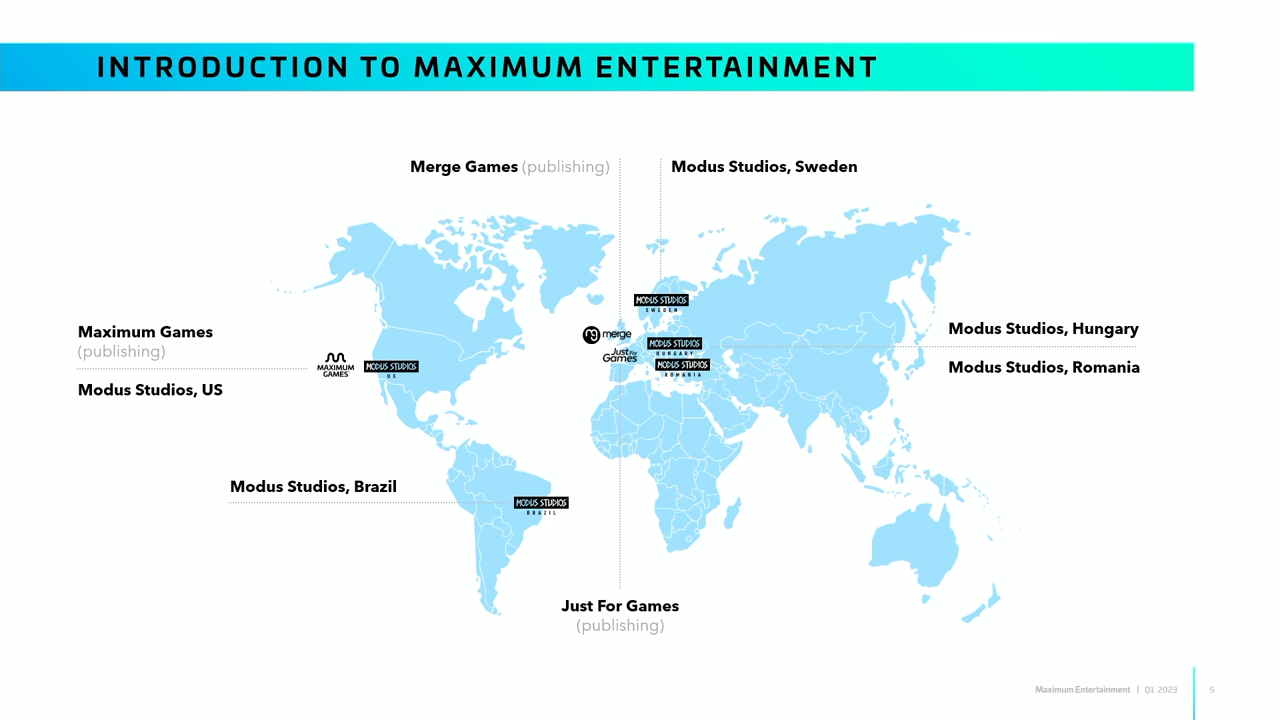 INTRODUCTION TO MAXIMUM ENTERTAINMENT
Merge Games (publishing)
Modus Studios, Sweden
MODUS STUDIOS
SWEDEN
Maximum Games
(publishing)
Modus Studios, US
MAXIMUM
GAMES
MODUS STUDIOS
US
mg merge
Just For
Games
MODUS STUDIOS
HUNGARY
MODUS STUDIOS
ROMANIA
Modus Studios, Hungary
Modus Studios, Romania
Modus Studios, Brazil
MODUS STUDIOS
BRAZIL
Just For Games
(publishing)
Maximum Entertainment | Q1 2023 5